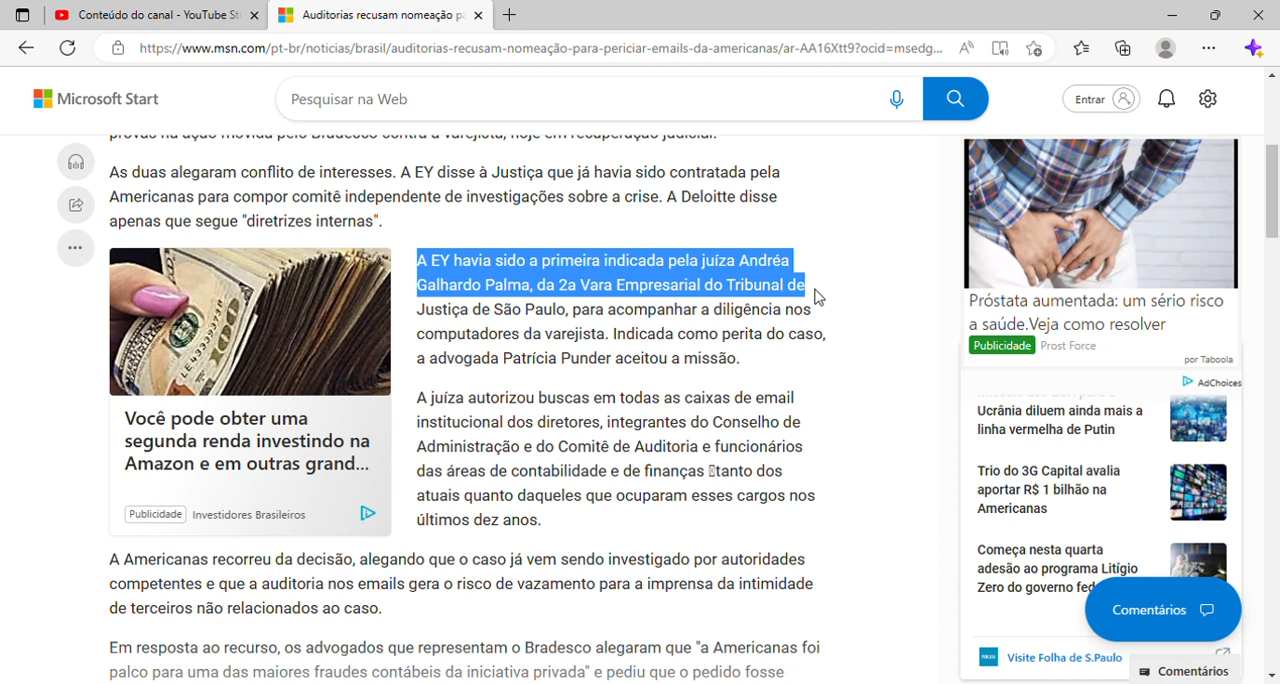 Conteúdo do canal - YouTube St
Auditorias recusam nomeação pa
https://www.msn.com/pt-br/noticias/brasil/auditorias-recusam-nomeação-para-periciar-emails-da-americanas/ar-AA16Xtt9?ocid=msedg...
Microsoft Start
Pesquisar na Web
Entrar
provas na ação movida pelo Bradesco contra a varejista, hoje em recuperação judicial.
As duas alegaram conflito de interesses. A EY disse à Justiça que já havia sido contratada pela
Americanas para compor comitê independente de investigações sobre a crise. A Deloitte disse
apenas que segue "diretrizes internas".
A EY havia sido a primeira indicada pela juíza Andréa
Galhardo Palma, da 2a Vara Empresarial do Tribunal de
Justiça de São Paulo, para acompanhar a diligência nos
computadores da varejista. Indicada como perita do caso,
a advogada Patrícia Punder aceitou a missão.
Você pode obter uma
segunda renda investindo na
Amazon e em outras grand...
Publicidade Investidores Brasileiros
A juíza autorizou buscas em todas as caixas de email
institucional dos diretores, integrantes do Conselho de
Administração e do Comitê de Auditoria e funcionários
das áreas de contabilidade e de finanças tanto dos
atuais quanto daqueles que ocuparam esses cargos nos
últimos dez anos.
A Americanas recorreu da decisão, alegando que o caso já vem sendo investigado por autoridades
competentes e que a auditoria nos emails gera o risco de vazamento para a imprensa da intimidade
de terceiros não relacionados ao caso.
Em resposta ao recurso, os advogados que representam o Bradesco alegaram que "a Americanas foi
palco para uma das maiores fraudes contábeis da iniciativa privada" e pediu que o pedido fosse
Próstata aumentada: um sério risco
a saúde.Veja como resolver
Publicidade Prost Force
por Taboola
AdChoices
Ucrânia diluem ainda mais a
linha vermelha de Putin
Trio do 3G Capital avalia
aportar R$ 1 bilhão na
Americanas
Começa nesta quarta
adesão ao programa Litígio
Zero do governo fed
Comentários
Visite Folha de S.Paulo
Comentários